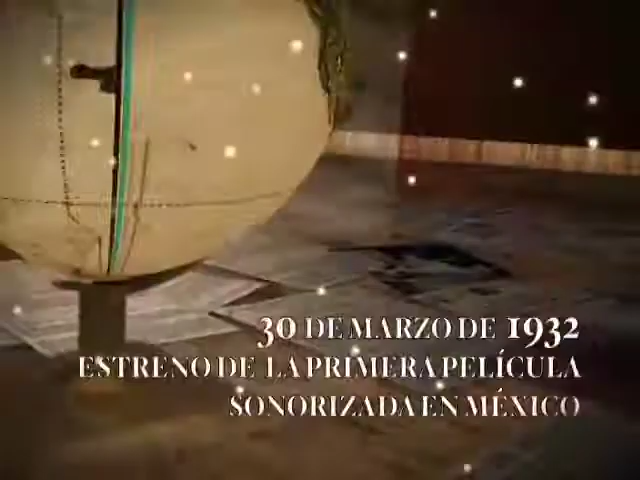 30 DE MARZO DE 1932
ESTRENO DE LA PRIMERA PELÍCULA
SONORIZADA EN MÉXICO